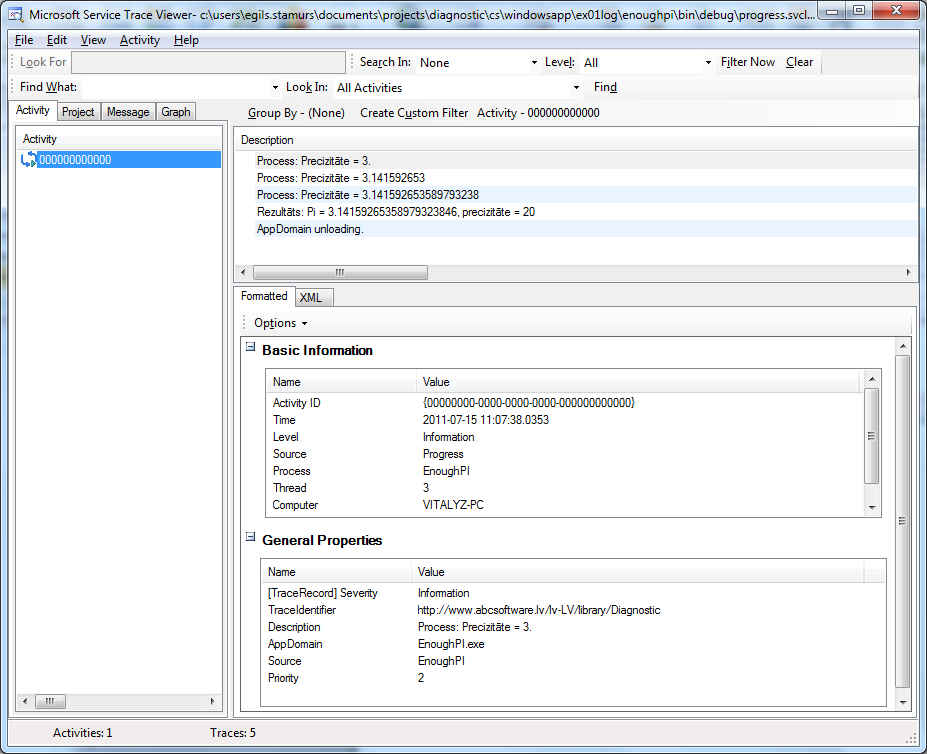 Microsoft Service Trace Viewer- c:\users\egils.stamurs\documents\projects\diagnostic\cs\windowsapp\ex01log\enoughpi\bin\debug\progress.svcl...
File Edit View Activity Help
Look For Search In: None Level: All Filter Now Clear
Find What: Look In: All Activities Find
Activity Project Message Graph
Group By - (None) Create Custom Filter Activity - 000000000000
Activity
000000000000
Description
Process: Precizitāte = 3.
Process: Precizitāte = 3.141592653
Process: Precizitāte = 3.141592653589793238
Rezultāts: Pi = 3.14159265358979323846, precizitāte = 20
AppDomain unloading.
Formatted XML
Options
Basic Information
Name Value
Activity ID {00000000-0000-0000-0000-000000000000}
Time 2011-07-15 11:07:38.0353
Level Information
Source Progress
Process EnoughPI
Thread 3
Computer VITALYZ-PC
General Properties
Name Value
[TraceRecord] Severity Information
TraceIdentifier http://www.abcsoftware.lv/lv-LV/library/Diagnostic
Description Process: Precizitāte = 3.
AppDomain EnoughPI.exe
Source EnoughPI
Priority 2
Activities: 1 Traces: 5